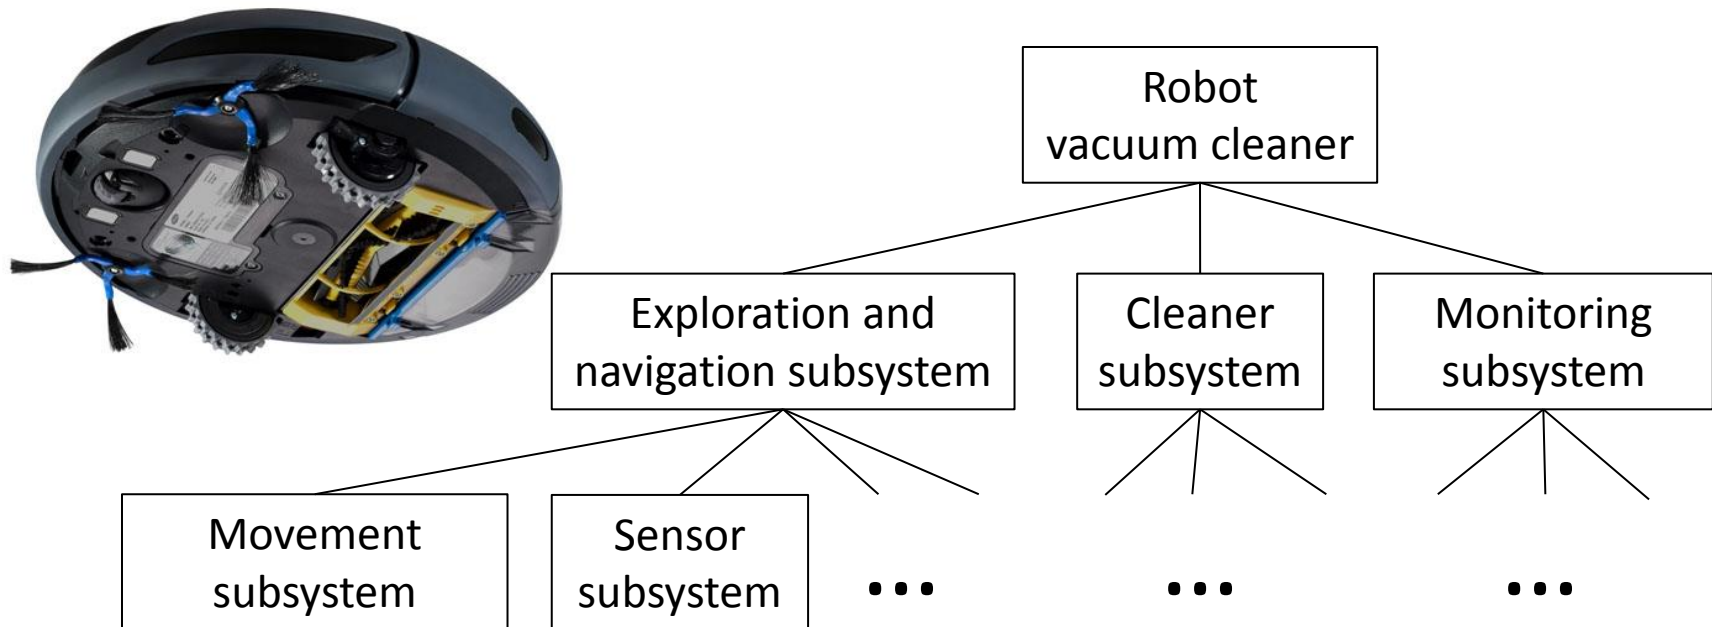 Robot
vacuum cleaner
Exploration and
navigation subsystem
Cleaner
subsystem
Monitoring
subsystem
Movement
subsystem
Sensor
subsystem
...
...
...